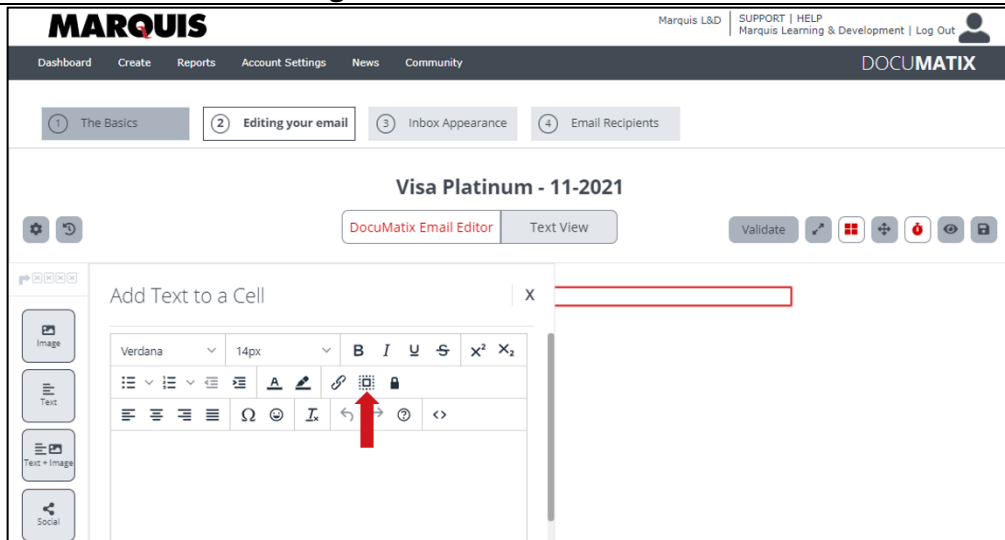 MARQUIS
Marquis L&D
SUPPORT | HELP
Marquis Learning & Development | Log Out
Dashboard Create Reports Account Settings News Community
DOCUMATIX
1 The Basics
2 Editing your email
3 Inbox Appearance
4 Email Recipients
Visa Platinum - 11-2021
DocuMatix Email Editor
Text View
Validate
Add Text to a Cell
X
Image
Text
Text + Image
Social
Verdana
14px
B I U S X² X₂
A
Ω